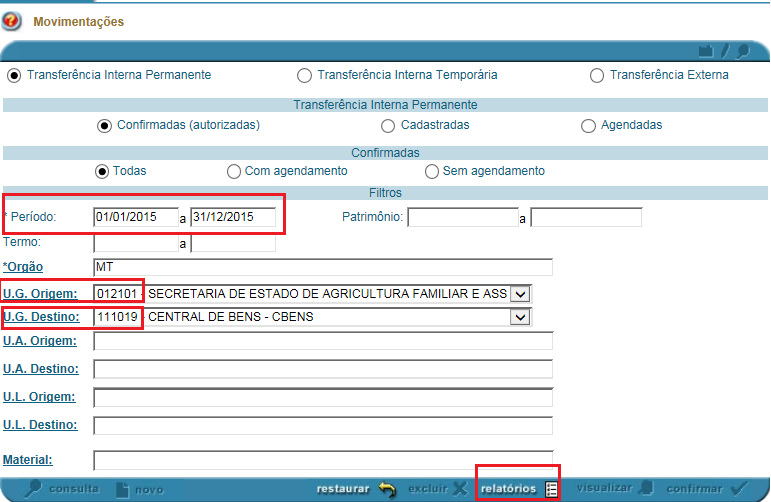 Movimentações
Transferência Interna Permanente Transferência Interna Temporária Transferência Externa
Transferência Interna Permanente
Confirmadas (autorizadas) Cadastradas Agendadas
Confirmadas
Todas Com agendamento Sem agendamento
Filtros
* Período: 01/01/2015 a 31/12/2015 Patrimônio: a
Termo: a
*Orgão MT
U.G. Origem: 012101 - SECRETARIA DE ESTADO DE AGRICULTURA FAMILIAR E ASS
U.G. Destino: 111019 - CENTRAL DE BENS - CBENS
U.A. Origem:
U.A. Destino:
U.L. Origem:
U.L. Destino:
Material:
consulta novo restaurar excluir relatórios visualizar confirmar